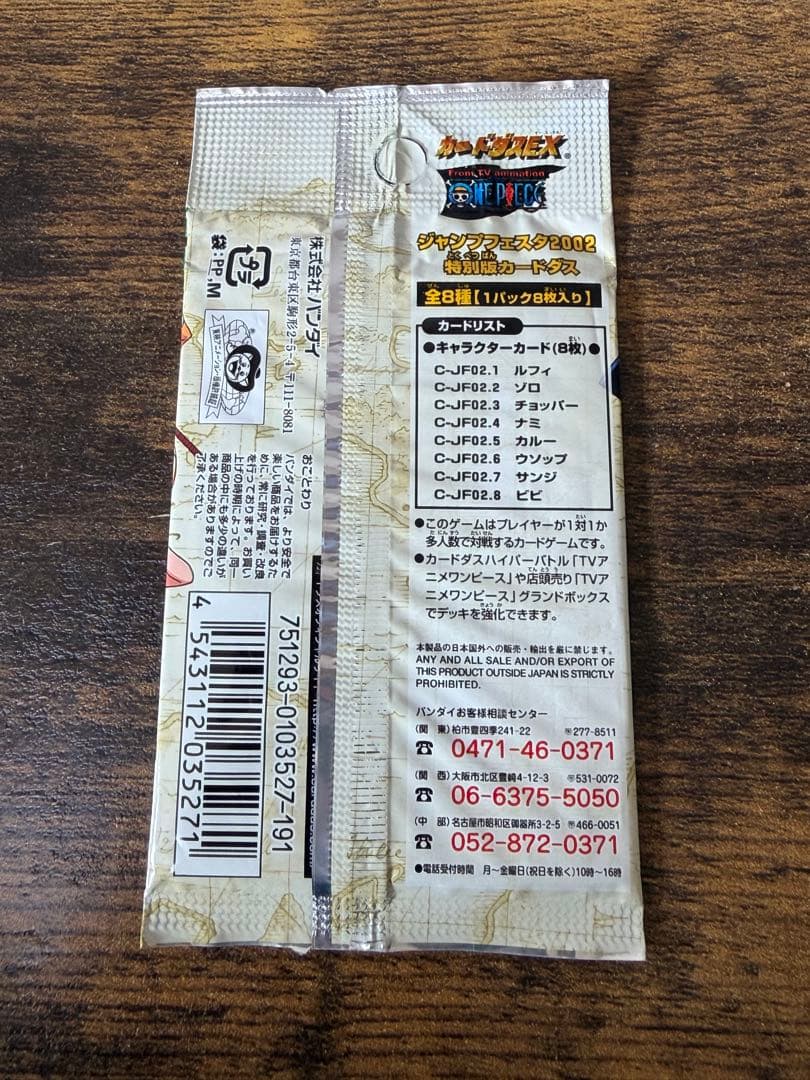 カードダスEX
From TV animation
ONE PIECE
ジャンプフェスタ2002
特別版カードダス
とくべつばん
全8種【1パック8枚入り】
カードリスト
●キャラクターカード(8枚)●
C-JF02.1 ルフィ
C-JF02.2 ゾロ
C-JF02.3 チョッパー
C-JF02.4 ナミ
C-JF02.5 カルー
C-JF02.6 ウソップ
C-JF02.7 サンジ
C-JF02.8 ビビ
●このゲームはプレイヤーが1対1か
多人数で対戦するカードゲームです。
●カードダスハイパーバトル「TVア
ニメワンピース」や店頭売り「TVア
ニメワンピース」グランドボックス
でデッキを強化できます。
本製品の日本国外への販売・輸出を厳に禁じます。
ANY AND ALL SALE AND/OR EXPORT OF
THIS PRODUCT OUTSIDE JAPAN IS STRICTLY
PROHIBITED.
バンダイお客様相談センター
(関 東)柏市豊四季241-22 〒277-8511
☎ 0471-46-0371
(関 西)大阪市北区豊崎4-12-3 〒531-0072
☎ 06-6375-5050
(中 部)名古屋市昭和区御器所3-2-5 〒466-0051
☎ 052-872-0371
●電話受付時間 月〜金曜日(祝日を除く)10時〜16時
株式会社 バンダイ
東京都台東区駒形2-5-4 〒111-8081
プラ
袋:PP,M
おことわり
バンダイでは、より安全で
楽しい商品をお届けするた
めに、常に研究・調査・改良
を行っております。お買い
上げの時期によって、同一
商品の中にも多少の違いが
ある場合がありますのでご
了承ください。
751293-0103527-191
4543112035271